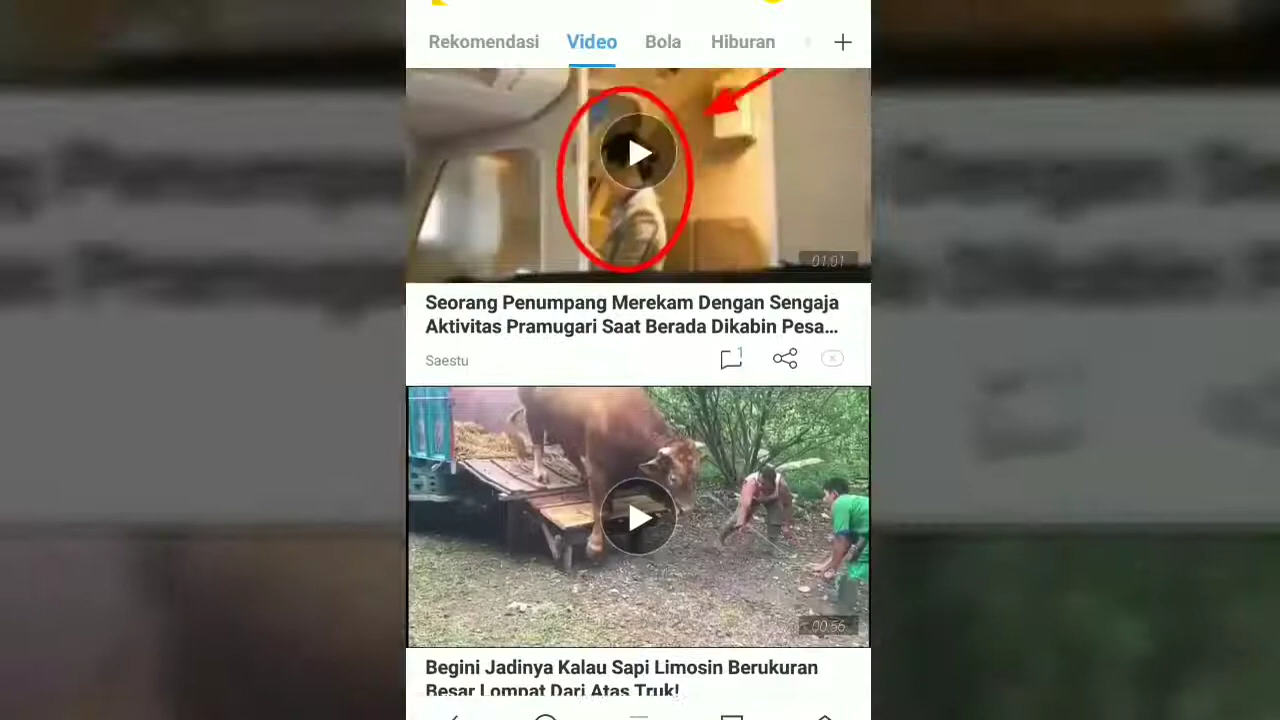 Rekomendasi Video Bola Hiburan
01:01
Seorang Penumpang Merekam Dengan Sengaja
Aktivitas Pramugari Saat Berada Dikabin Pesa...
1
Saestu
00:56
Begini Jadinya Kalau Sapi Limosin Berukuran
Besar Lompat Dari Atas Truk!